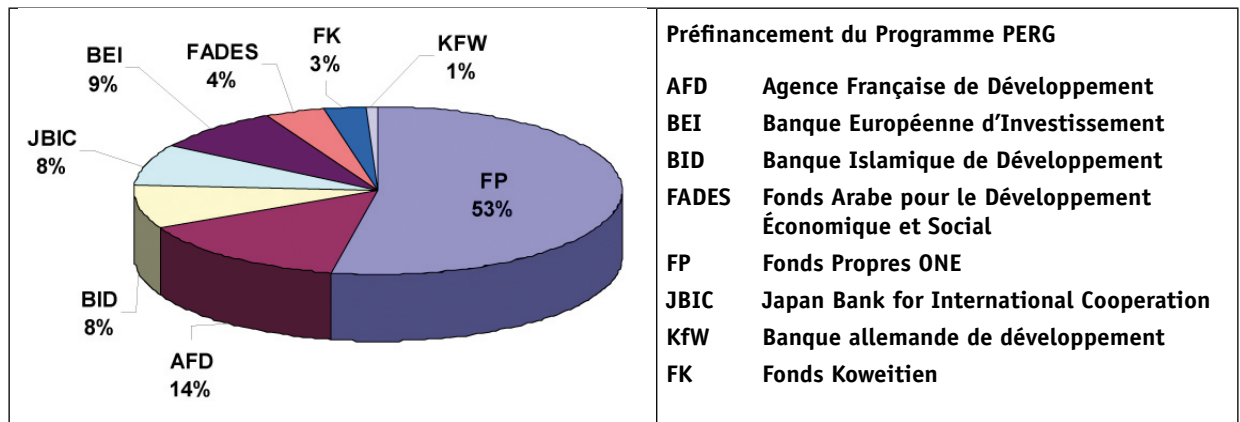 BEI
9%
FADES
4%
FK
3%
KFW
1%
JBIC
8%
FP
53%
BID
8%
AFD
14%
Préfinancement du Programme PERG
AFD Agence Française de Développement
BEI Banque Européenne d’Investissement
BID Banque Islamique de Développement
FADES Fonds Arabe pour le Développement
Économique et Social
FP Fonds Propres ONE
JBIC Japan Bank for International Cooperation
KfW Banque allemande de développement
FK Fonds Koweitien